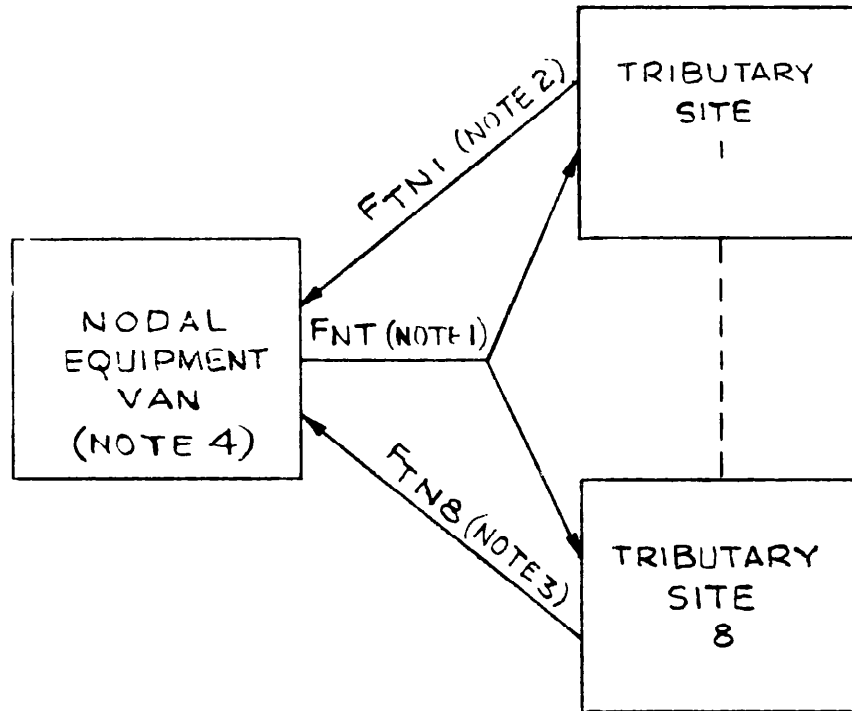 TRIBUTARY
SITE
1
FTN1 (NOTE 2)
NODAL
EQUIPMENT
VAN
(NOTE 4)
FNT (NOTE 1)
FTN8 (NOTE 3)
TRIBUTARY
SITE
8